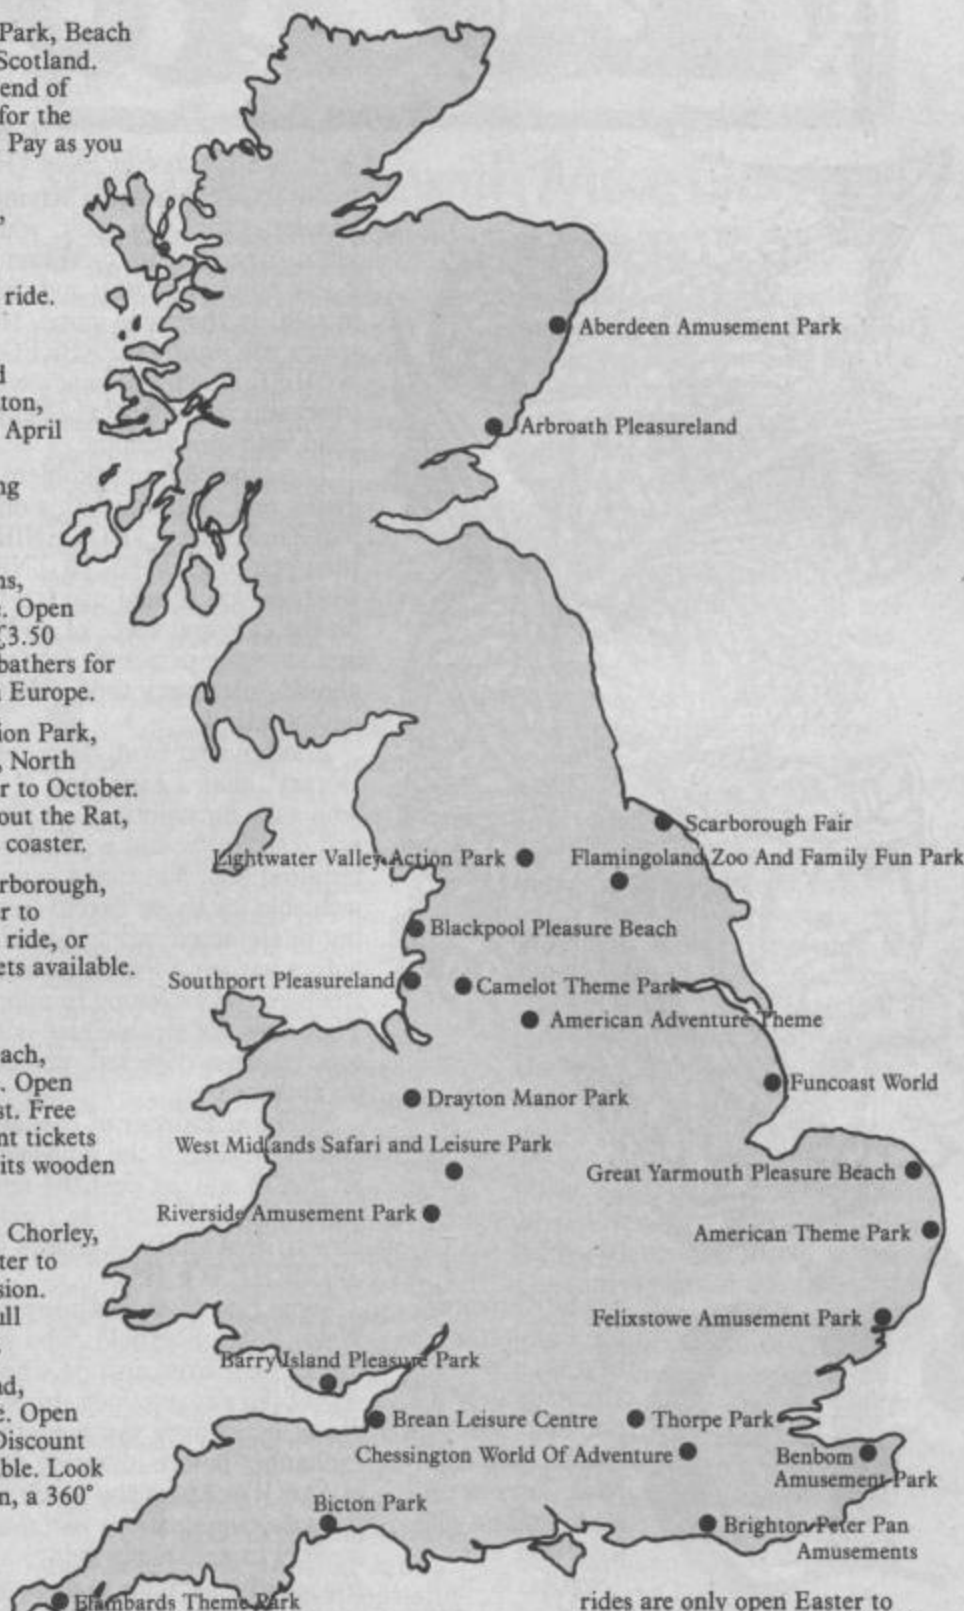 Park, Beach
Scotland.
end of
for the
Pay as you
,
ride.
ton,
April
ng
ns,
. Open
£3.50
bathers for
Europe.
ion Park,
, North
r to October.
out the Rat,
coaster.
rborough,
r to
ride, or
ets available.
each,
. Open
st. Free
nt tickets
its wooden
Chorley,
ter to
sion.
ull
nd,
e. Open
Discount
ble. Look
n, a 360°
Aberdeen Amusement Park
Arbroath Pleasureland
Scarborough Fair
Lightwater Valley Action Park
Flamingoland Zoo And Family Fun Park
Blackpool Pleasure Beach
Southport Pleasureland
Camelot Theme Park
American Adventure Theme
Funcoast World
Drayton Manor Park
West Midlands Safari and Leisure Park
Great Yarmouth Pleasure Beach
Riverside Amusement Park
American Theme Park
Felixstowe Amusement Park
Barry Island Pleasure Park
Brean Leisure Centre
Thorpe Park
Chessington World Of Adventure
Benbom
Amusement Park
Bicton Park
Brighton Peter Pan
Amusements
Flambards Theme Park
rides are only open Easter to